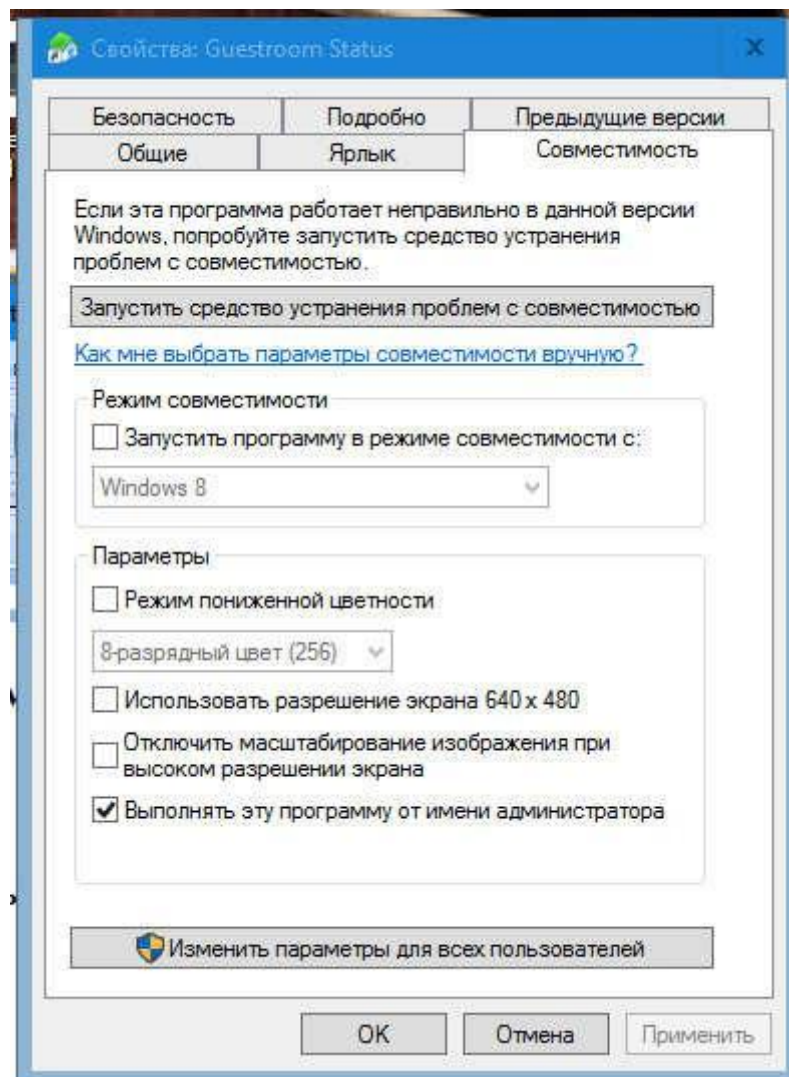 Свойства: Guestroom Status
Безопасность
Подробно
Предыдущие версии
Общие
Ярлык
Совместимость
Если эта программа работает неправильно в данной версии
Windows, попробуйте запустить средство устранения
проблем с совместимостью.
Запустить средство устранения проблем с совместимостью
Как мне выбрать параметры совместимости вручную?
Режим совместимости
Запустить программу в режиме совместимости с:
Windows 8
Параметры
Режим пониженной цветности
8-разрядный цвет (256)
Использовать разрешение экрана 640 x 480
Отключить масштабирование изображения при
высоком разрешении экрана
Выполнять эту программу от имени администратора
Изменить параметры для всех пользователей
OK
Отмена
Применить